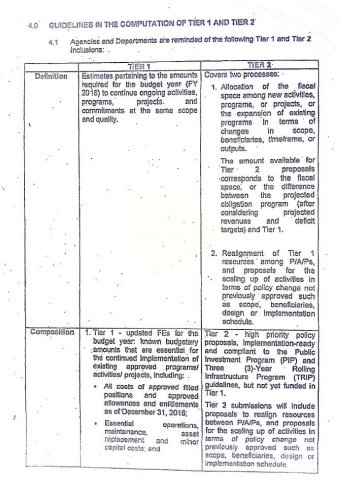 4.0 GUIDELINES IN THE COMPUTATION OF TIER 1 AND TIER 2
4.1 Agencies and Departments are reminded of the following Tier 1 and Tier 2
inclusions:
TIER 1
TIER 2
Definition
Estimates pertaining to the amounts
required for the budget year (FY
2018) to continue ongoing activities,
programs, projects and
commitments at the same scope
and quality.
Covers two processes:
1. Allocation of the fiscal
space among new activities,
programs, or projects, or
the expansion of existing
programs in terms of
changes in scope,
beneficiaries, timeframe, or
outputs.
The amount available for
Tier 2 proposals
corresponds to the fiscal
space, or the difference
between the projected
obligation program (after
considering projected
revenues and deficit
targets) and Tier 1.
2. Realignment of Tier 1
resources among P/A/Ps,
and proposals for the
scaling up of activities in
terms of policy change not
previously approved such
as scope, beneficiaries,
design or implementation
schedule.
Composition
1. Tier 1 - updated FEs for the
budget year: known budgetary
amounts that are essential for
the continued implementation of
existing approved programs/
activities/ projects, including:
• All costs of approved filled
positions and approved
allowances and entitlements
as of December 31, 2016;
• Essential operations,
maintenance, asset
replacement and minor
capital costs; and
Tier 2 - high priority policy
proposals, implementation-ready
and compliant to the Public
Investment Program (PIP) and
Three (3)-Year Rolling
Infrastructure Program (TRIP)
guidelines, but not yet funded in
Tier 1.
Tier 2 submissions will include
proposals to realign resources
between P/A/Ps, and proposals
for the scaling up of activities in
terms of policy change not
previously approved such as
scope, beneficiaries, design or
implementation schedule.